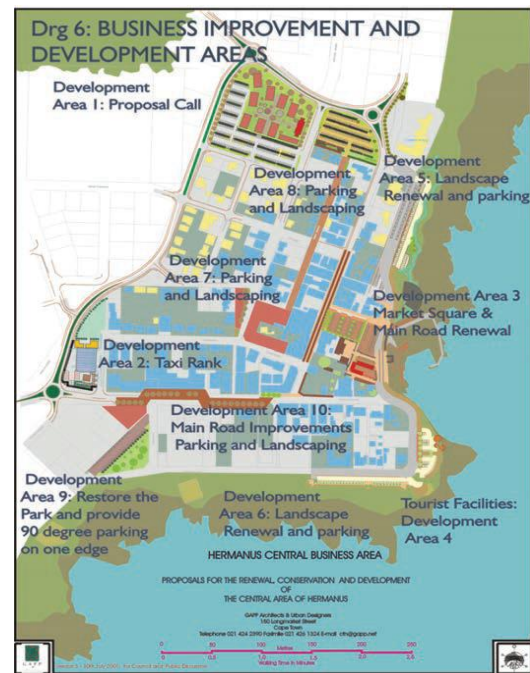 Drg 6: BUSINESS IMPROVEMENT AND
DEVELOPMENT AREAS
Development
Area 1: Proposal Call
Development
Area 8: Parking
and Landscaping
Development
Area 5: Landscape
Renewal and parking
Development
Area 7: Parking
and Landscaping
Development Area 3
Market Square &
Main Road Renewal
Development
Area 2: Taxi Rank
Development Area 10:
Main Road Improvements
Parking and Landscaping
Development
Area 9: Restore the
Park and provide
90 degree parking
on one edge
Development
Area 6: Landscape
Renewal and parking
Tourist Facilities:
Development
Area 4
HERMANUS CENTRAL BUSINESS AREA
PROPOSALS FOR THE RENEWAL, CONSERVATION AND DEVELOPMENT
OF
THE CENTRAL AREA OF HERMANUS
GAPP Architects & Urban Designers
Longmarket Street
Cape Town
Metres
Walking Time in Minutes
GAPP